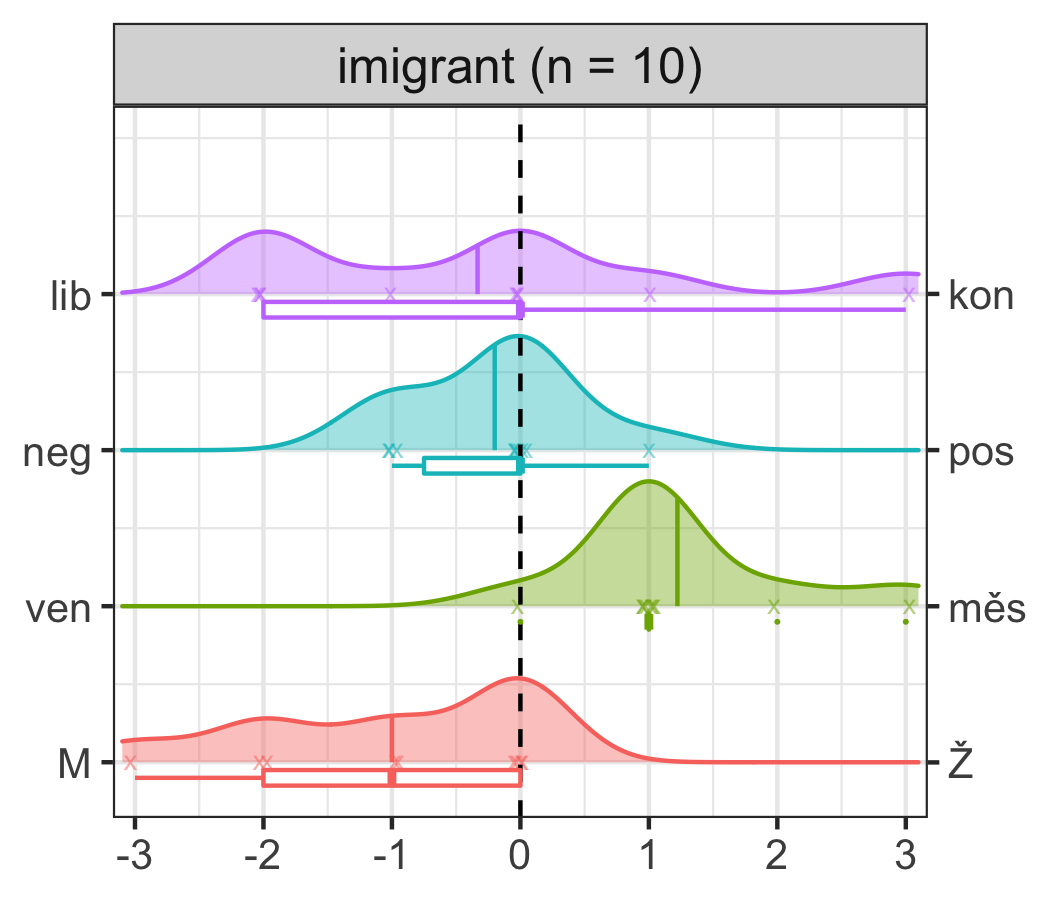 imigrant (n = 10)
lib kon
neg pos
ven měs
M Ž
-3 -2 -1 0 1 2 3